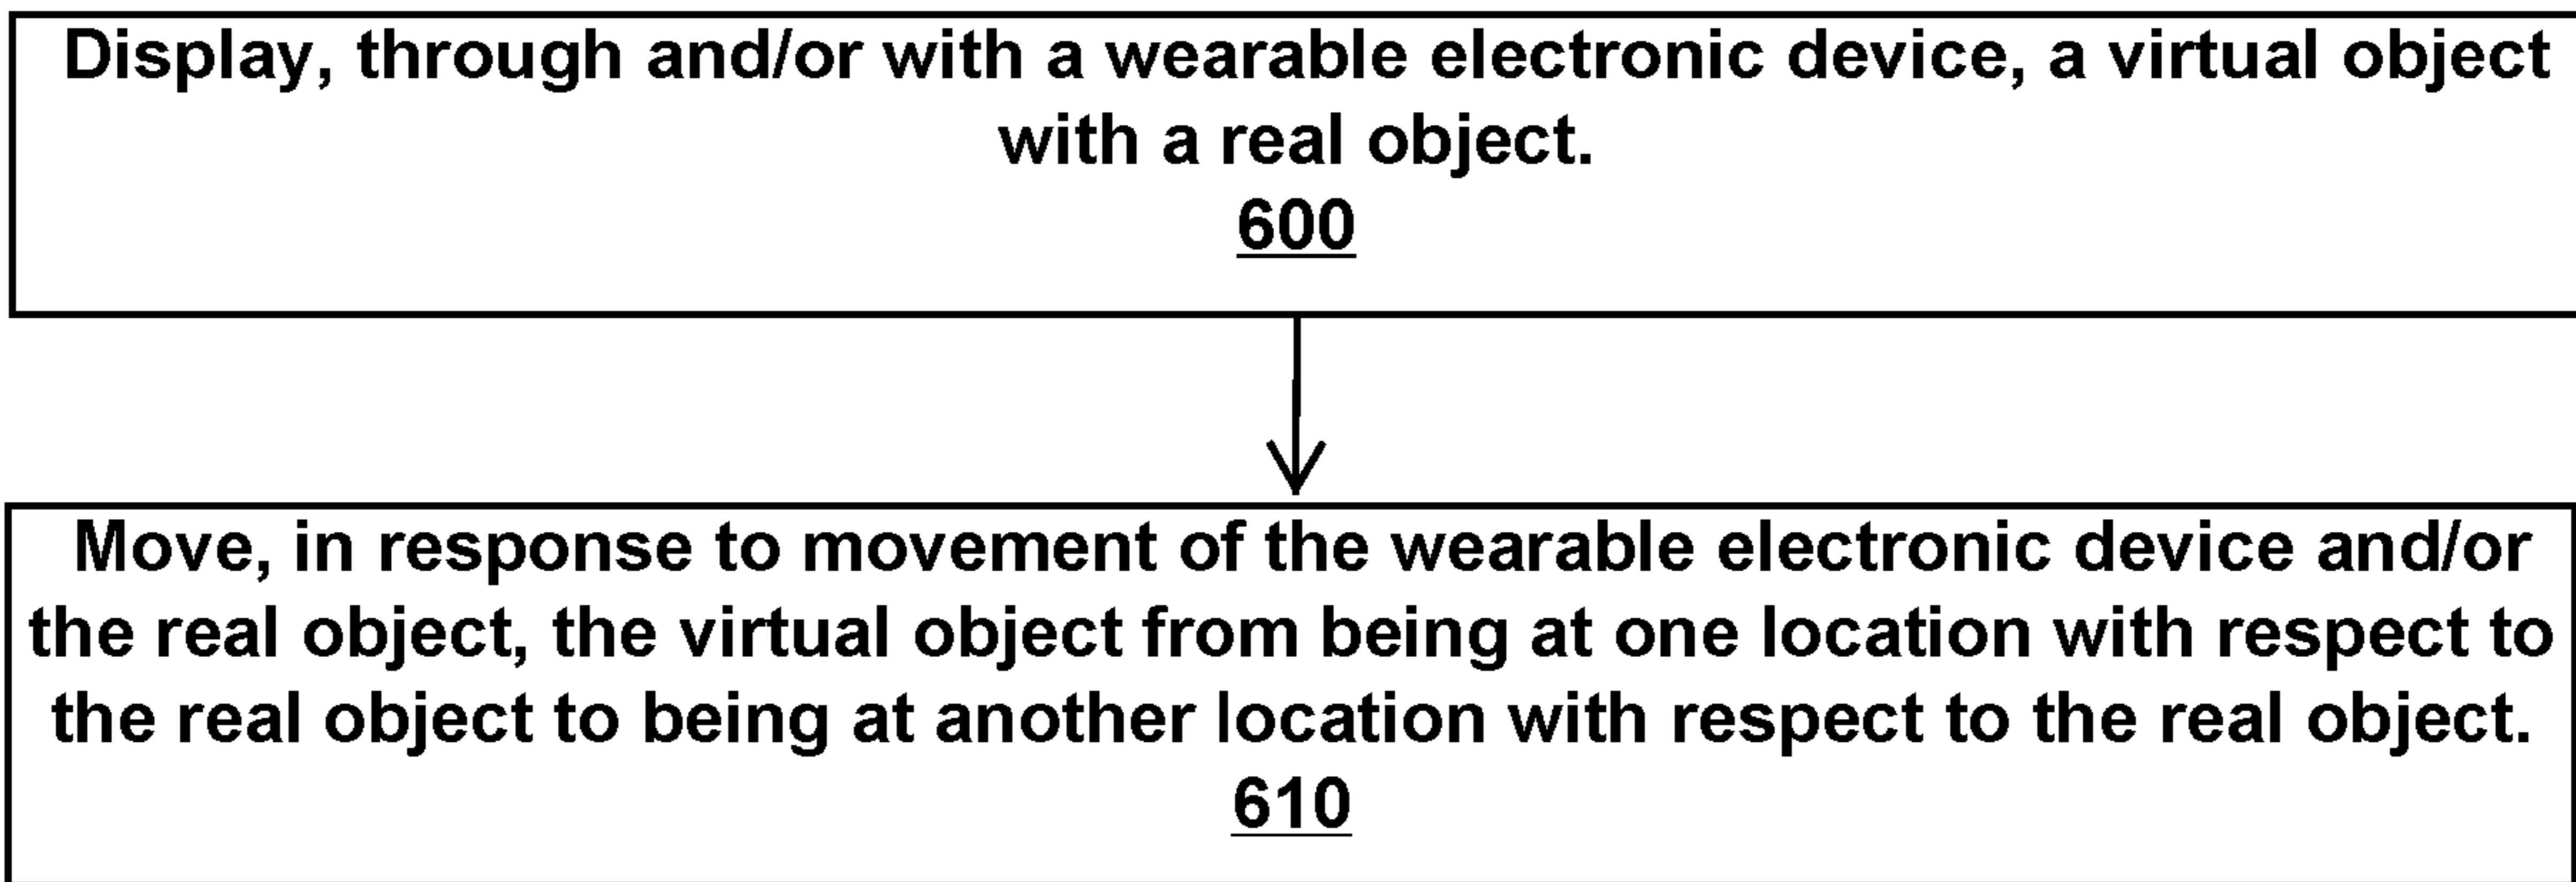 Display, through and/or with a wearable electronic device, a virtual object
with a real object.
600
Move, in response to movement of the wearable electronic device and/or
the real object, the virtual object from being at one location with respect to
the real object to being at another location with respect to the real object.
610